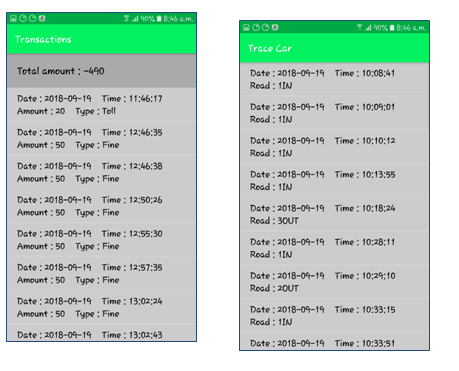 90% 8:46 a.m.
Transactions
Total amount : -490
Date : 2018-09-19 Time : 11:46:17
Amount : 20 Type : Toll
Date : 2018-09-19 Time : 12:46:35
Amount : 50 Type : Fine
Date : 2018-09-19 Time : 12:46:38
Amount : 50 Type : Fine
Date : 2018-09-19 Time : 12:50:26
Amount : 50 Type : Fine
Date : 2018-09-19 Time : 12:55:30
Amount : 50 Type : Fine
Date : 2018-09-19 Time : 12:57:35
Amount : 50 Type : Fine
Date : 2018-09-19 Time : 13:02:24
Amount : 50 Type : Fine
Date : 2018-09-19 Time : 13:02:43
90% 8:46 a.m.
Trace Car
Date : 2018-09-19 Time : 10:08:41
Road : 1IN
Date : 2018-09-19 Time : 10:09:01
Road : 1IN
Date : 2018-09-19 Time : 10:10:12
Road : 1IN
Date : 2018-09-19 Time : 10:13:55
Road : 1IN
Date : 2018-09-19 Time : 10:18:24
Road : 3OUT
Date : 2018-09-19 Time : 10:28:11
Road : 1IN
Date : 2018-09-19 Time : 10:29:10
Road : 2OUT
Date : 2018-09-19 Time : 10:33:15
Road : 1IN
Date : 2018-09-19 Time : 10:33:51